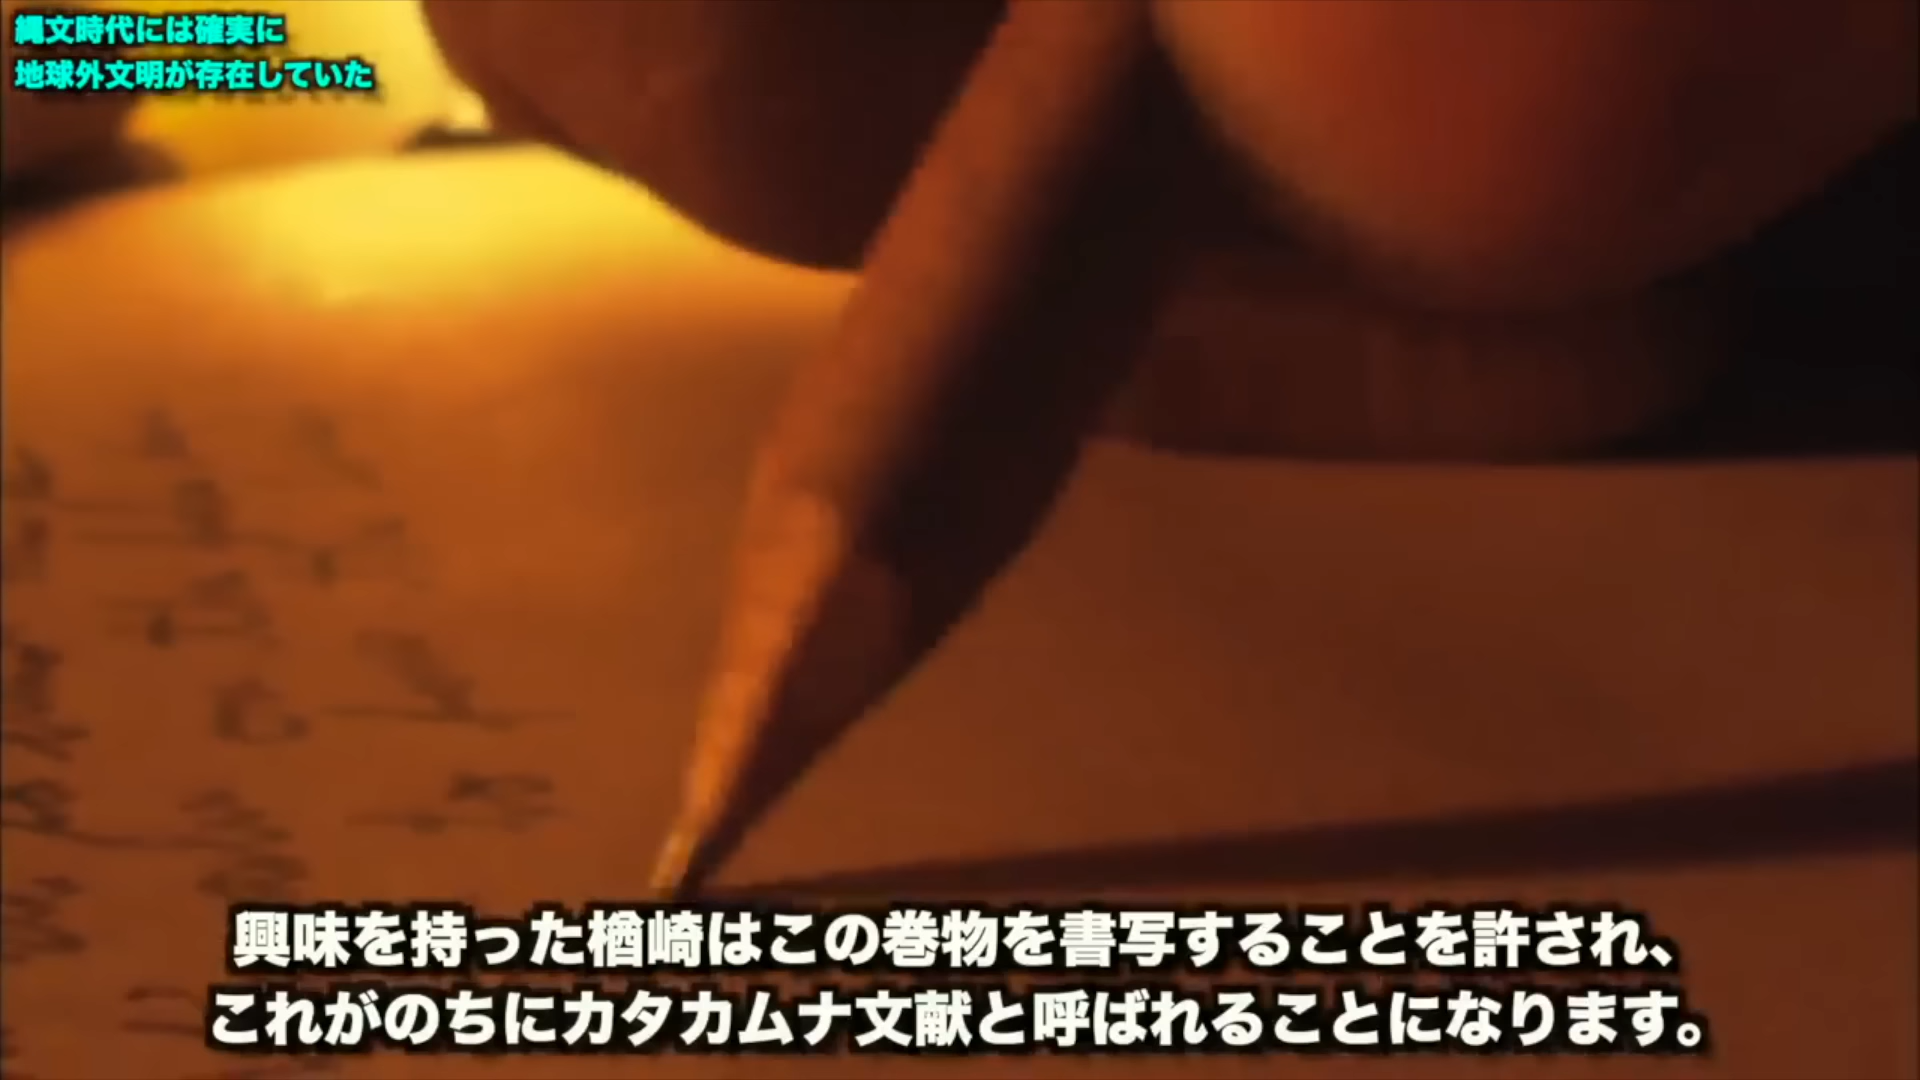 縄文時代には確実に
地球外文明が存在していた
興味を持った楢崎はこの巻物を書写することを許され、
これがのちにカタカムナ文献と呼ばれることになります。